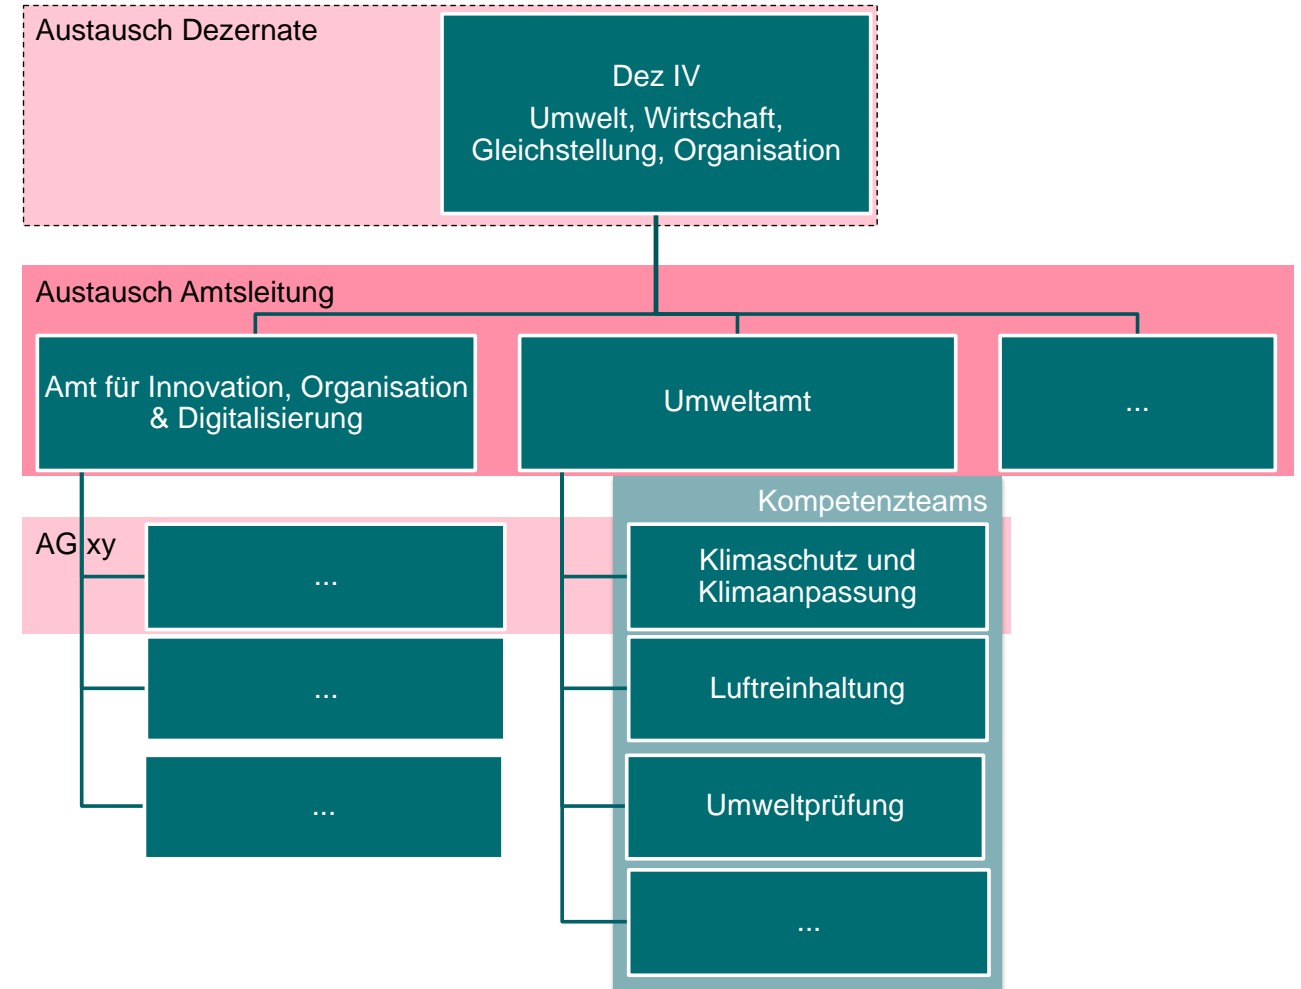 Austausch Dezernate
Dez IV
Umwelt, Wirtschaft,
Gleichstellung, Organisation
Austausch Amtsleitung
Amt für Innovation, Organisation
& Digitalisierung
Umweltamt
...
Kompetenzteams
AG xy
...
Klimaschutz und
Klimaanpassung
...
Luftreinhaltung
...
Umweltprüfung
...